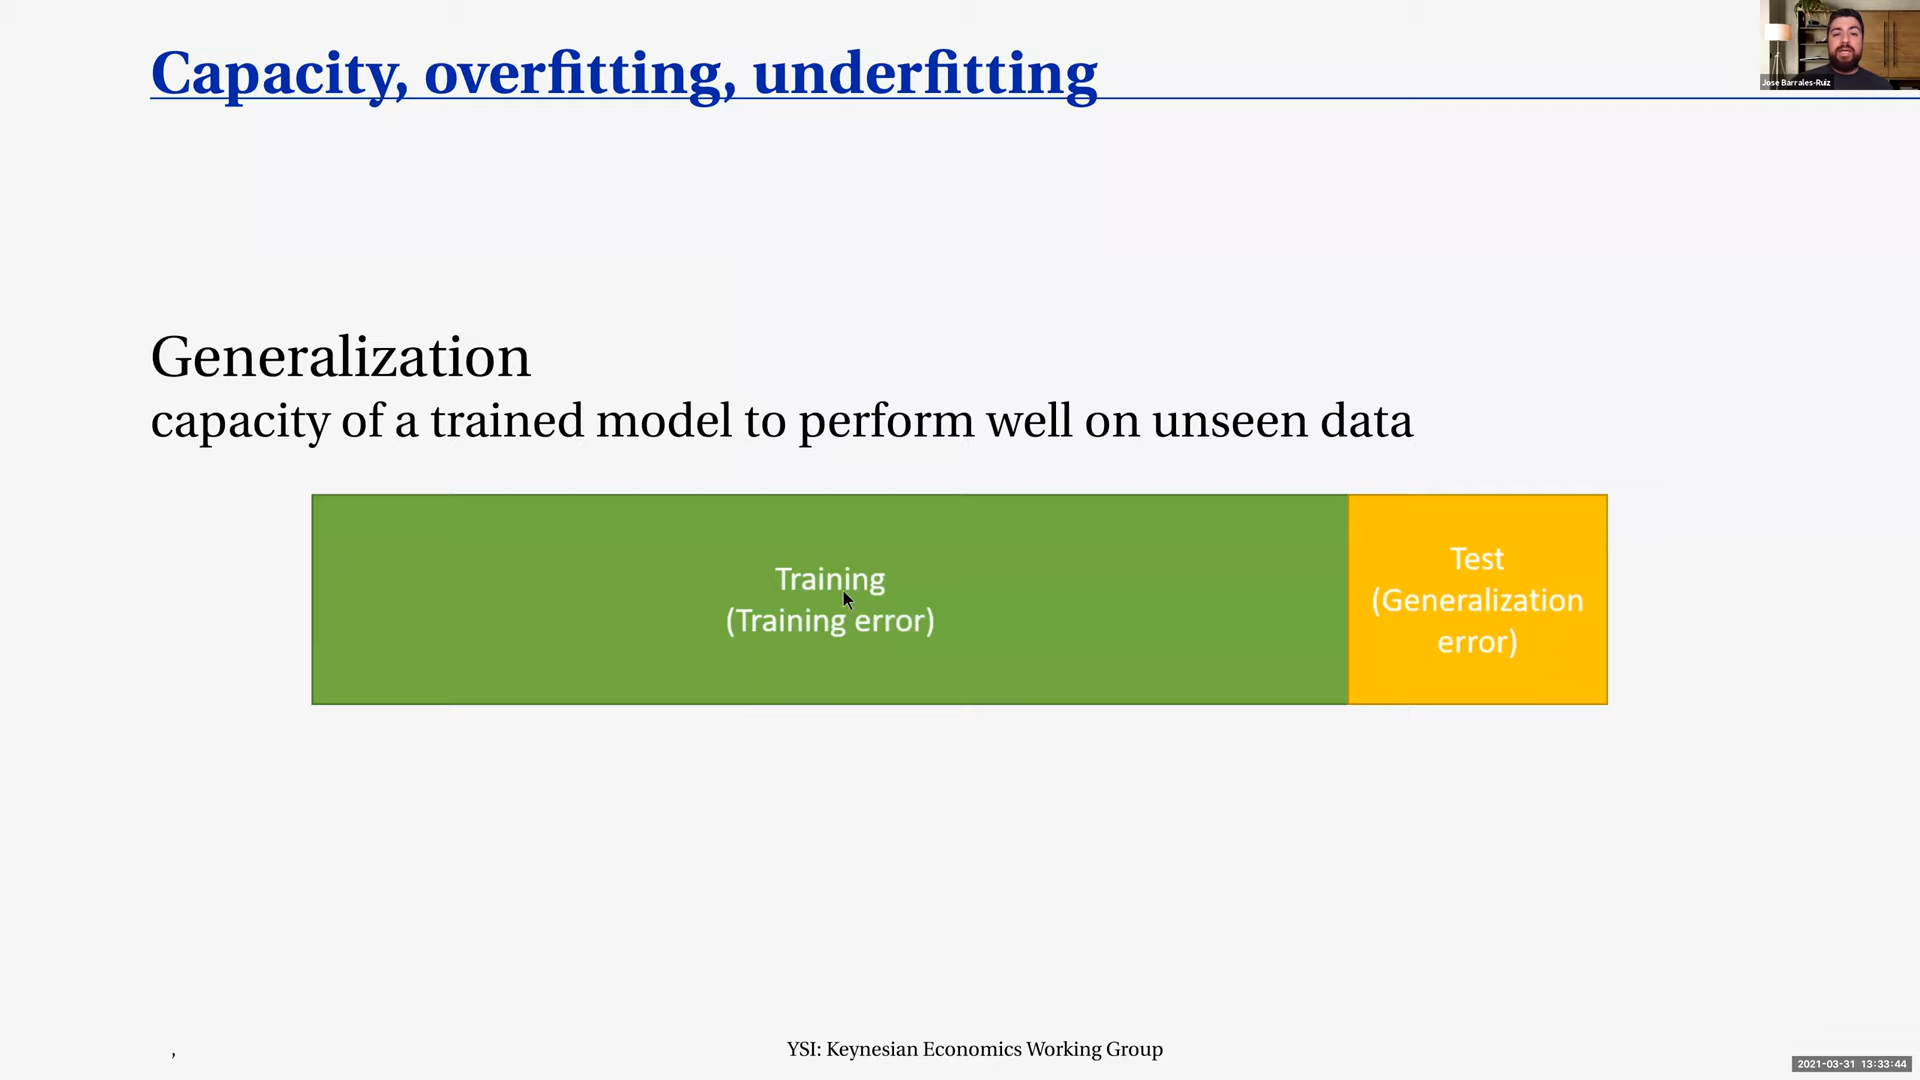 Capacity, overfitting, underfitting
Jose Barrales-Ruiz
Generalization
capacity of a trained model to perform well on unseen data
Training
(Training error)
Test
(Generalization
error)
,
YSI: Keynesian Economics Working Group
2021-03-31 13:33:44